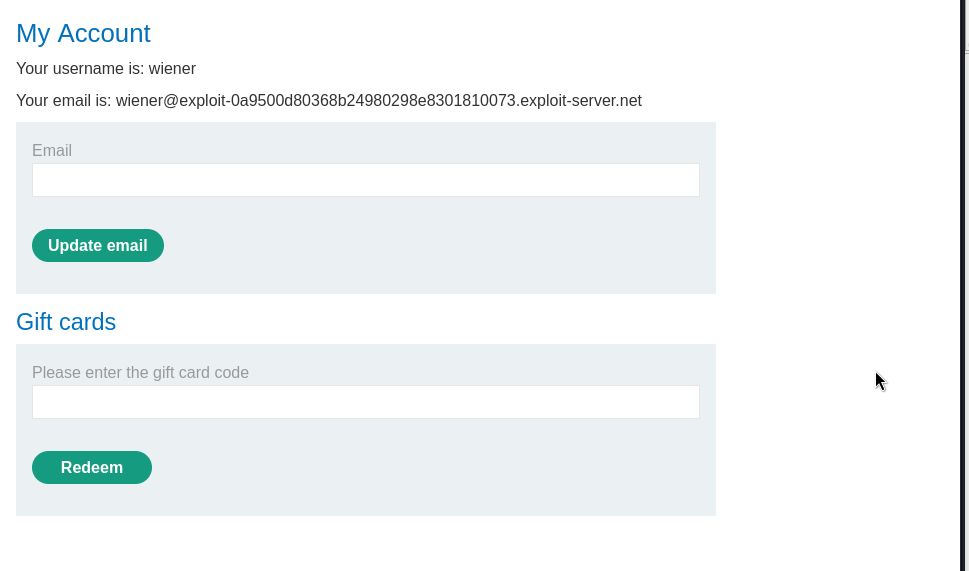 My Account
Your username is: wiener
Your email is: wiener@exploit-0a9500d80368b24980298e8301810073.exploit-server.net
Email
Update email
Gift cards
Please enter the gift card code
Redeem